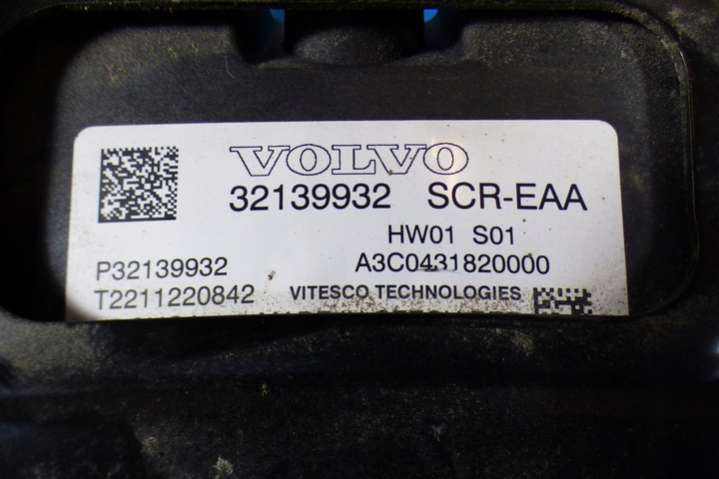 VOLVO
32139932 SCR-EAA
HW01 S01
P32139932 A3C0431820000
T2211220842 VITESCO TECHNOLOGIES